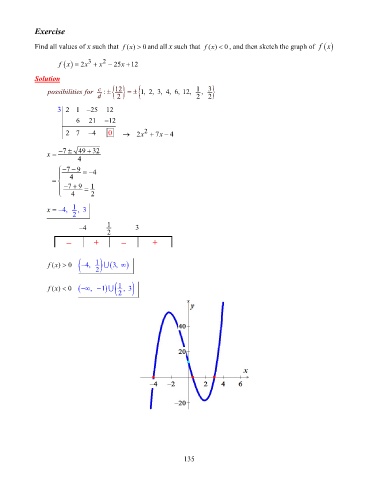 Exercise
Find all values of x such that f(x) > 0 and all x such that f(x) < 0, and then sketch the graph of f(x)
f(x) = 2x³ + x² − 25x + 12
Solution
possibilities for c/d : ±{12/2} = ±{1, 2, 3, 4, 6, 12, 1/2, 3/2}
3 | 2 1 −25 12
6 21 −12
2 7 −4 0 → 2x² + 7x − 4
x = (−7 ± √(49 + 32))/4
= { (−7 − 9)/4 = −4
(−7 + 9)/4 = 1/2
x = −4, 1/2, 3
−4 1/2 3
− + − +
f(x) > 0 (−4, 1/2) ∪ (3, ∞)
f(x) < 0 (−∞, −1) ∪ (1/2, 3)
y
40
20
x
−4 −2 2 4 6
−20
135